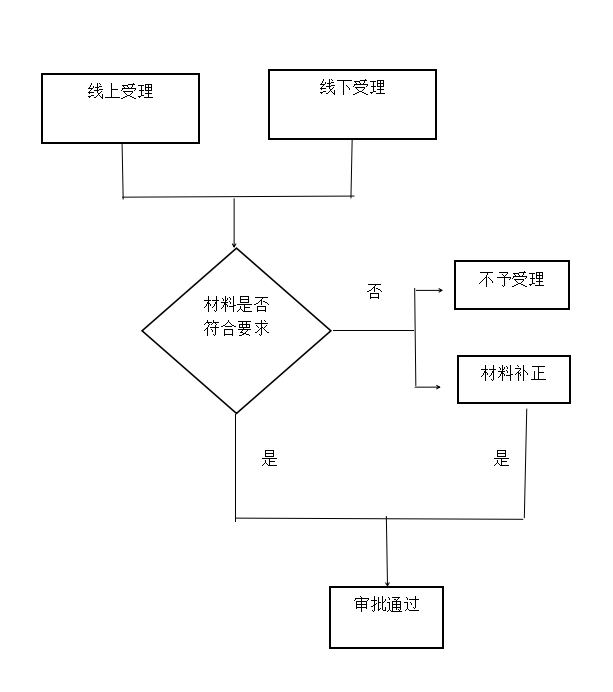 线上受理
线下受理
材料是否
符合要求
否
不予受理
材料补正
是
是
审批通过